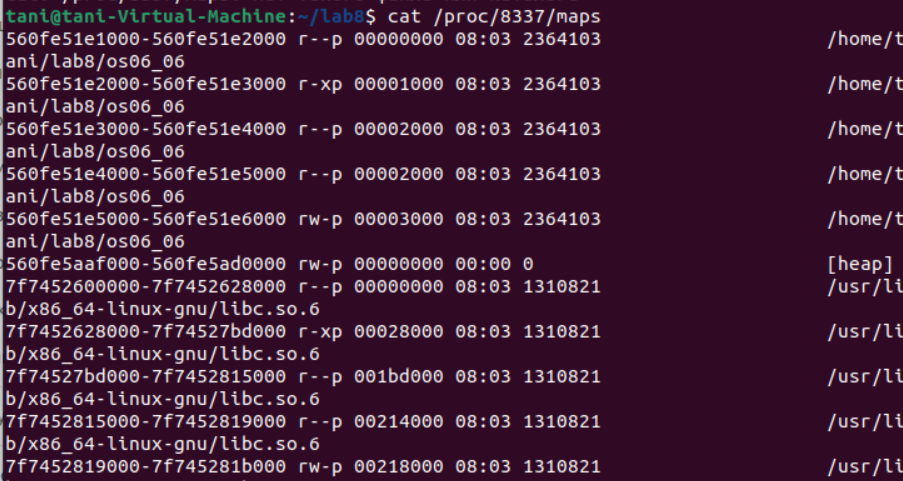 tani@tani-Virtual-Machine:~/lab8$ cat /proc/8337/maps
560fe51e1000-560fe51e2000 r--p 00000000 08:03 2364103 /home/t
ani/lab8/os06_06
560fe51e2000-560fe51e3000 r-xp 00001000 08:03 2364103 /home/t
ani/lab8/os06_06
560fe51e3000-560fe51e4000 r--p 00002000 08:03 2364103 /home/t
ani/lab8/os06_06
560fe51e4000-560fe51e5000 r--p 00002000 08:03 2364103 /home/t
ani/lab8/os06_06
560fe51e5000-560fe51e6000 rw-p 00003000 08:03 2364103 /home/t
ani/lab8/os06_06
560fe5aaf000-560fe5ad0000 rw-p 00000000 00:00 0 [heap]
7f7452600000-7f7452628000 r--p 00000000 08:03 1310821 /usr/li
b/x86_64-linux-gnu/libc.so.6
7f7452628000-7f74527bd000 r-xp 00028000 08:03 1310821 /usr/li
b/x86_64-linux-gnu/libc.so.6
7f74527bd000-7f7452815000 r--p 001bd000 08:03 1310821 /usr/li
b/x86_64-linux-gnu/libc.so.6
7f7452815000-7f7452819000 r--p 00214000 08:03 1310821 /usr/li
b/x86_64-linux-gnu/libc.so.6
7f7452819000-7f745281b000 rw-p 00218000 08:03 1310821 /usr/li